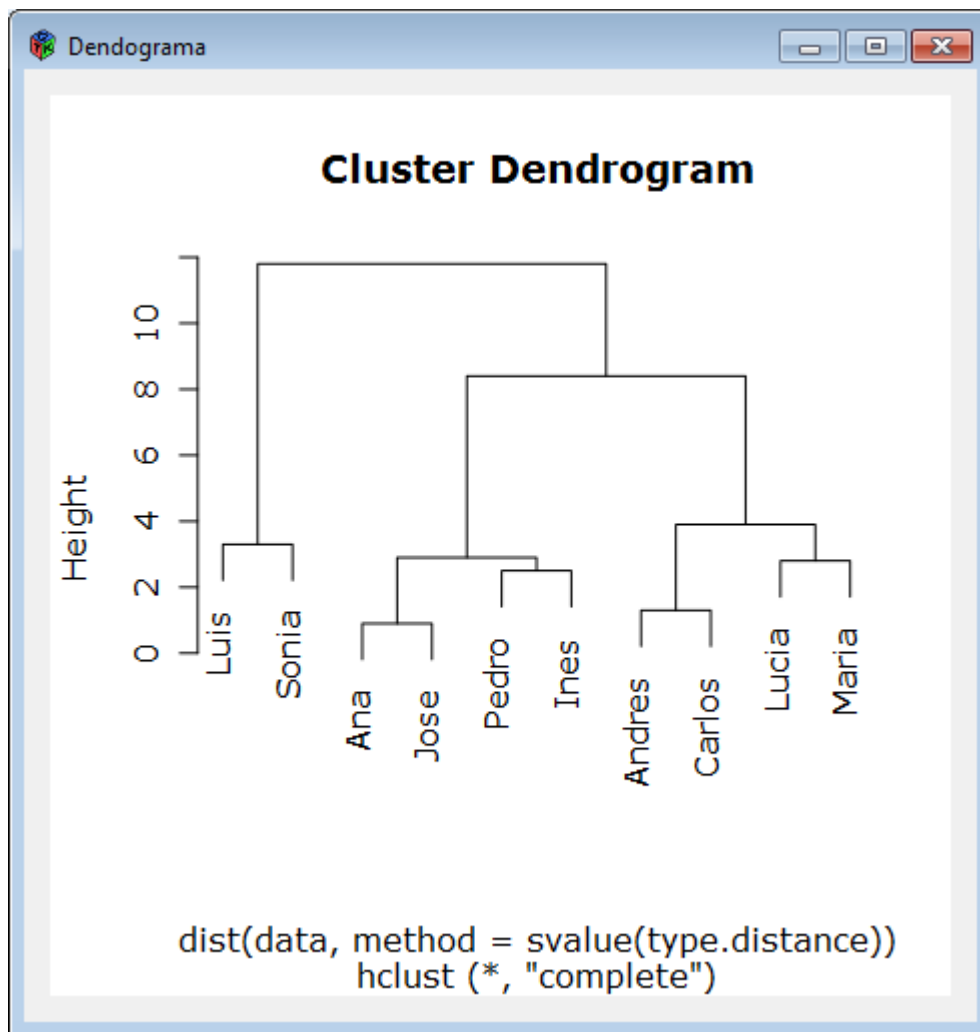 Dendograma
Cluster Dendrogram
Height
0 2 4 6 8 10
Luis
Sonia
Ana
Jose
Pedro
Ines
Andres
Carlos
Lucia
Maria
dist(data, method = svalue(type.distance))
hclust (*, "complete")